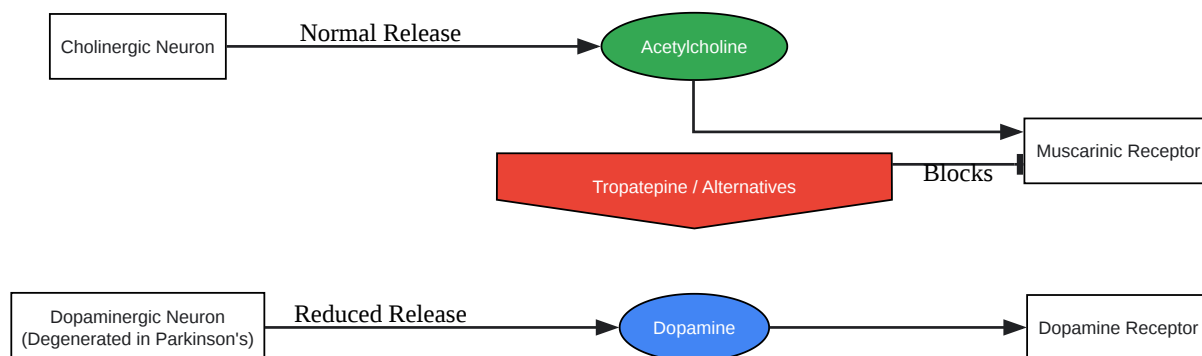 Cholinergic Neuron
Normal Release
Acetylcholine
Muscarinic Receptor
Tropatepine / Alternatives
Blocks
Dopaminergic Neuron
(Degenerated in Parkinson's)
Reduced Release
Dopamine
Dopamine Receptor